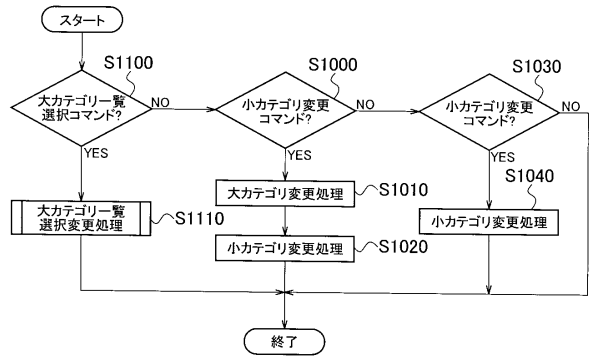 スタート
S1100
大カテゴリ一覧
選択コマンド?
NO
YES
S1000
小カテゴリ変更
コマンド?
NO
YES
S1030
小カテゴリ変更
コマンド?
NO
YES
大カテゴリ一覧
選択変更処理
S1110
大カテゴリ変更処理
S1010
小カテゴリ変更処理
S1020
S1040
小カテゴリ変更処理
終了